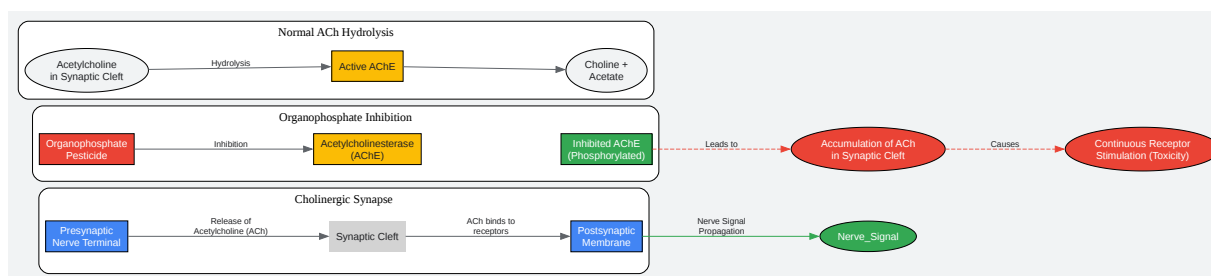 Normal ACh Hydrolysis
Acetylcholine
in Synaptic Cleft
Hydrolysis
Active AChE
Choline +
Acetate
Organophosphate Inhibition
Organophosphate
Pesticide
Inhibition
Acetylcholinesterase
(AChE)
Inhibited AChE
(Phosphorylated)
Leads to
Accumulation of ACh
in Synaptic Cleft
Causes
Continuous Receptor
Stimulation (Toxicity)
Cholinergic Synapse
Presynaptic
Nerve Terminal
Release of
Acetylcholine (ACh)
Synaptic Cleft
ACh binds to
receptors
Postsynaptic
Membrane
Nerve Signal
Propagation
Nerve_Signal